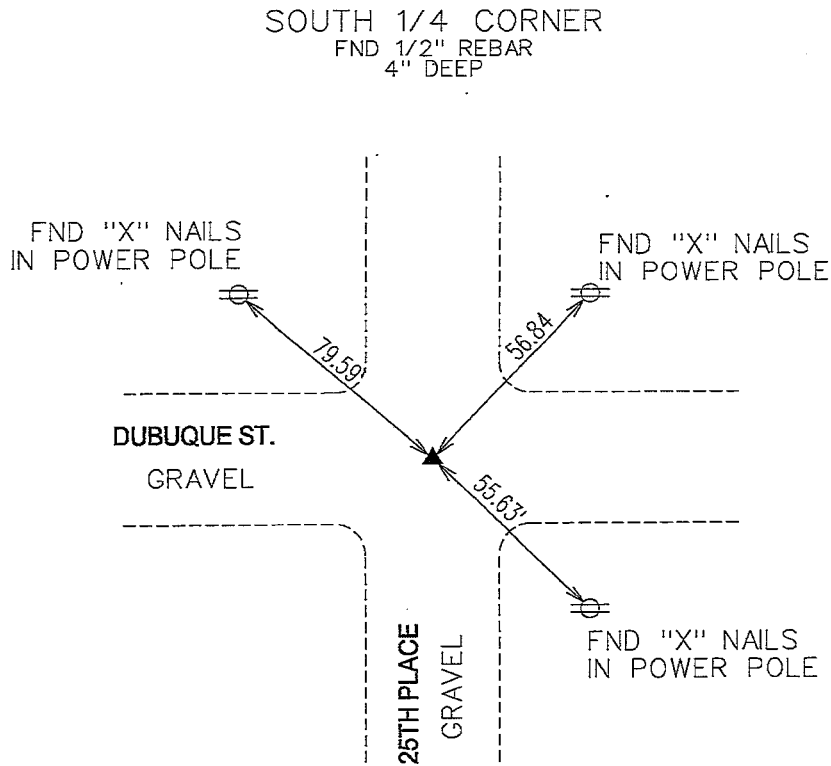 SOUTH 1/4 CORNER
FND 1/2" REBAR
4" DEEP
FND "X" NAILS
IN POWER POLE
FND "X" NAILS
IN POWER POLE
79.59'
56.84
DUBUQUE ST.
GRAVEL
55.63'
FND "X" NAILS
IN POWER POLE
25TH PLACE
GRAVEL